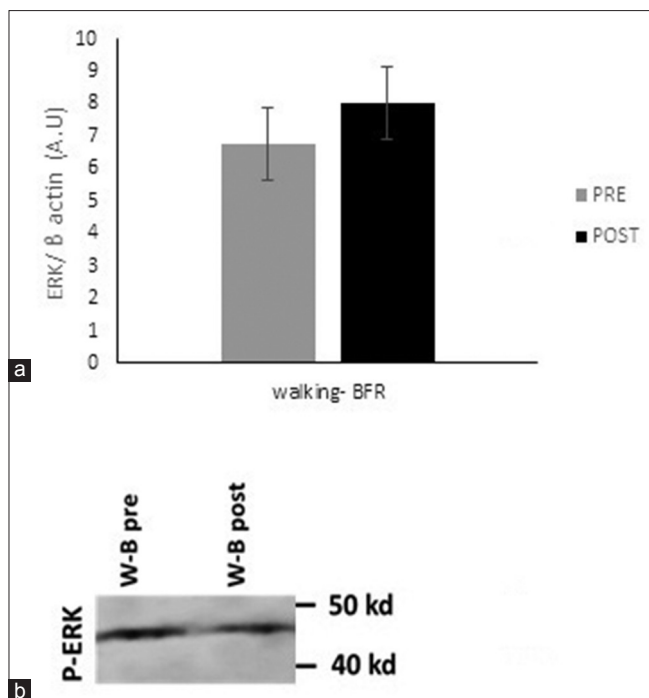 10
9
8
7
6
5
4
3
2
1
0
ERK/ β actin (A.U)
PRE
POST
walking- BFR
a
W-B pre
W-B post
P-ERK
50 kd
40 kd
b